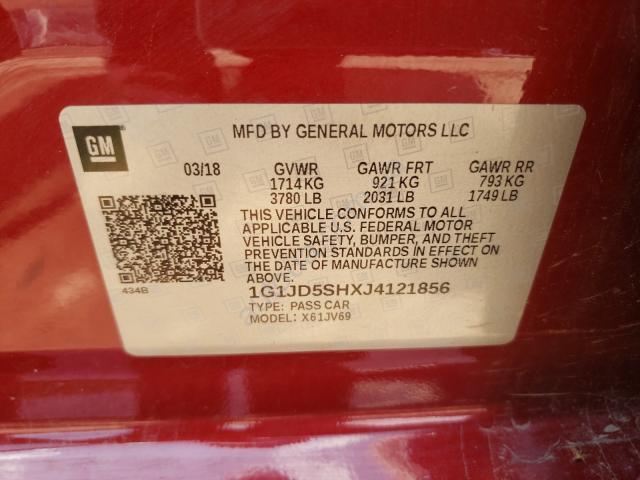 GM
MFD BY GENERAL MOTORS LLC
03/18 GVWR GAWR FRT GAWR RR
1714 KG 921 KG 793 KG
3780 LB 2031 LB 1749 LB
THIS VEHICLE CONFORMS TO ALL
APPLICABLE U.S. FEDERAL MOTOR
VEHICLE SAFETY, BUMPER, AND THEFT
PREVENTION STANDARDS IN EFFECT ON
THE DATE OF MANUFACTURE SHOWN
ABOVE.
434B
1G1JD5SHXJ4121856
TYPE: PASS CAR
MODEL: X61JV69